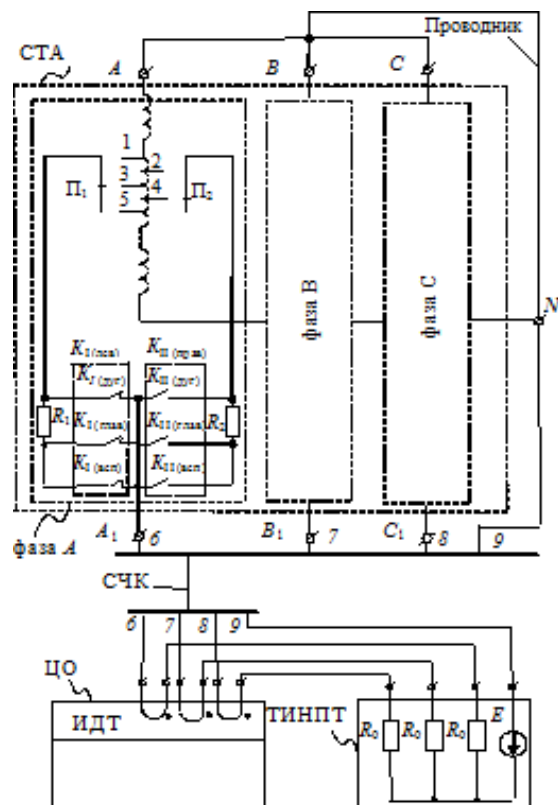 Проводник
СТА
A
B
C
1
2
3
4
5
П1
П2
N
фаза В
фаза С
KI (лев)
KII (прав)
KI (дуг)
KII (дуг)
R1
KI (глав)
KII (глав)
R2
KI (всп)
KII (всп)
фаза A
A1
6
B1
7
C1
8
9
СЧК
6
7
8
9
ЦО
ИДТ
ТИНПТ
R0
R0
R0
E